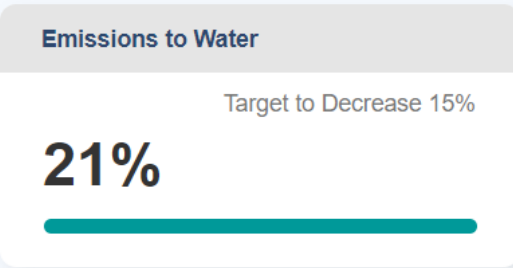 Emissions to Water
Target to Decrease 15%
21%